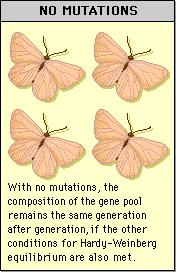 NO MUTATIONS
With no mutations, the
composition of the gene pool
remains the same generation
after generation, if the other
conditions for Hardy-Weinberg
equilibrium are also met.